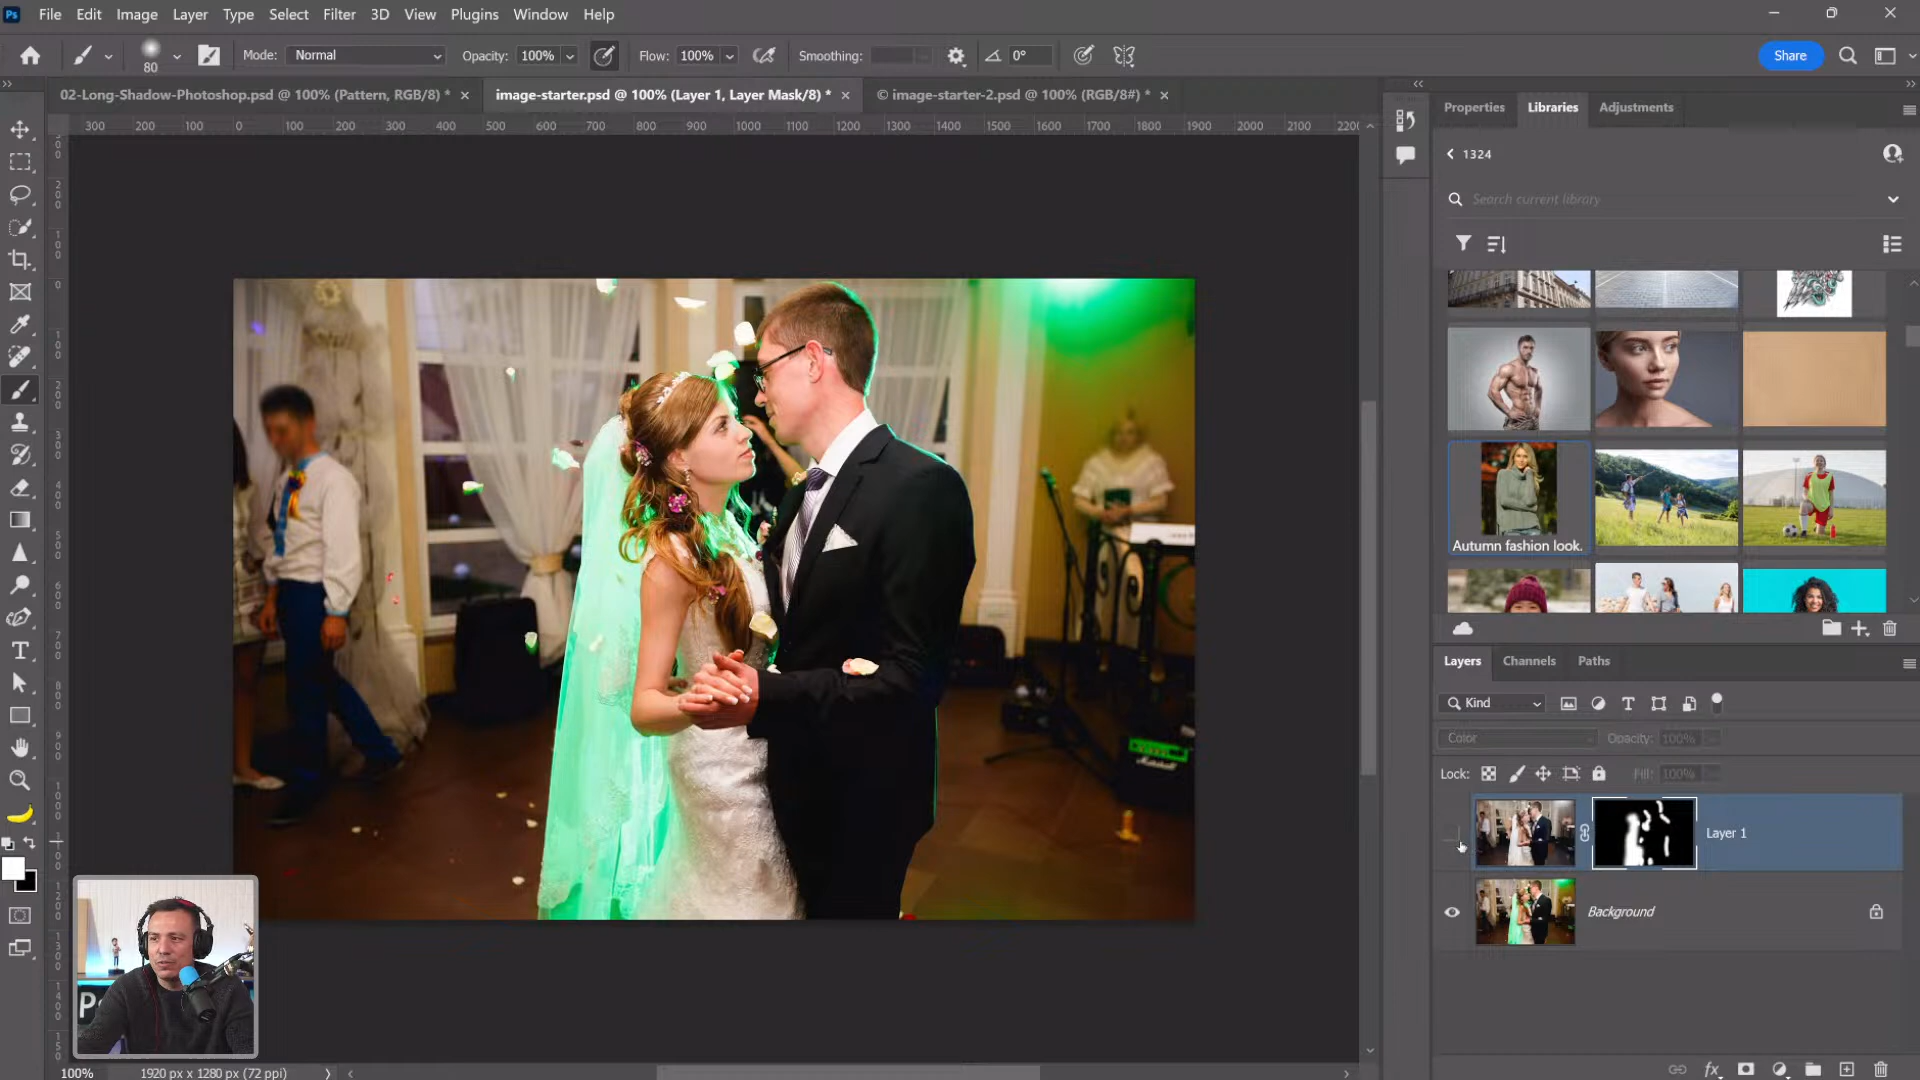 Ps File Edit Image Layer Type Select Filter 3D View Plugins Window Help
80 Mode: Normal Opacity: 100% Flow: 100% Smoothing: 0° Share
02-Long-Shadow-Photoshop.psd @ 100% (Pattern, RGB/8) * image-starter.psd @ 100% (Layer 1, Layer Mask/8) * © image-starter-2.psd @ 100% (RGB/8#) *
300 200 100 0 100 200 300 400 500 600 700 800 900 1000 1100 1200 1300 1400 1500 1600 1700 1800 1900 2000 2100 2200
Properties Libraries Adjustments
1324
Search current library
Autumn fashion look.
Layers Channels Paths
Kind
Color Opacity: 100%
Lock: Fill: 100%
Layer 1
Background
Marshall
Ps
fx
100% 1920 px x 1280 px (72 ppi)